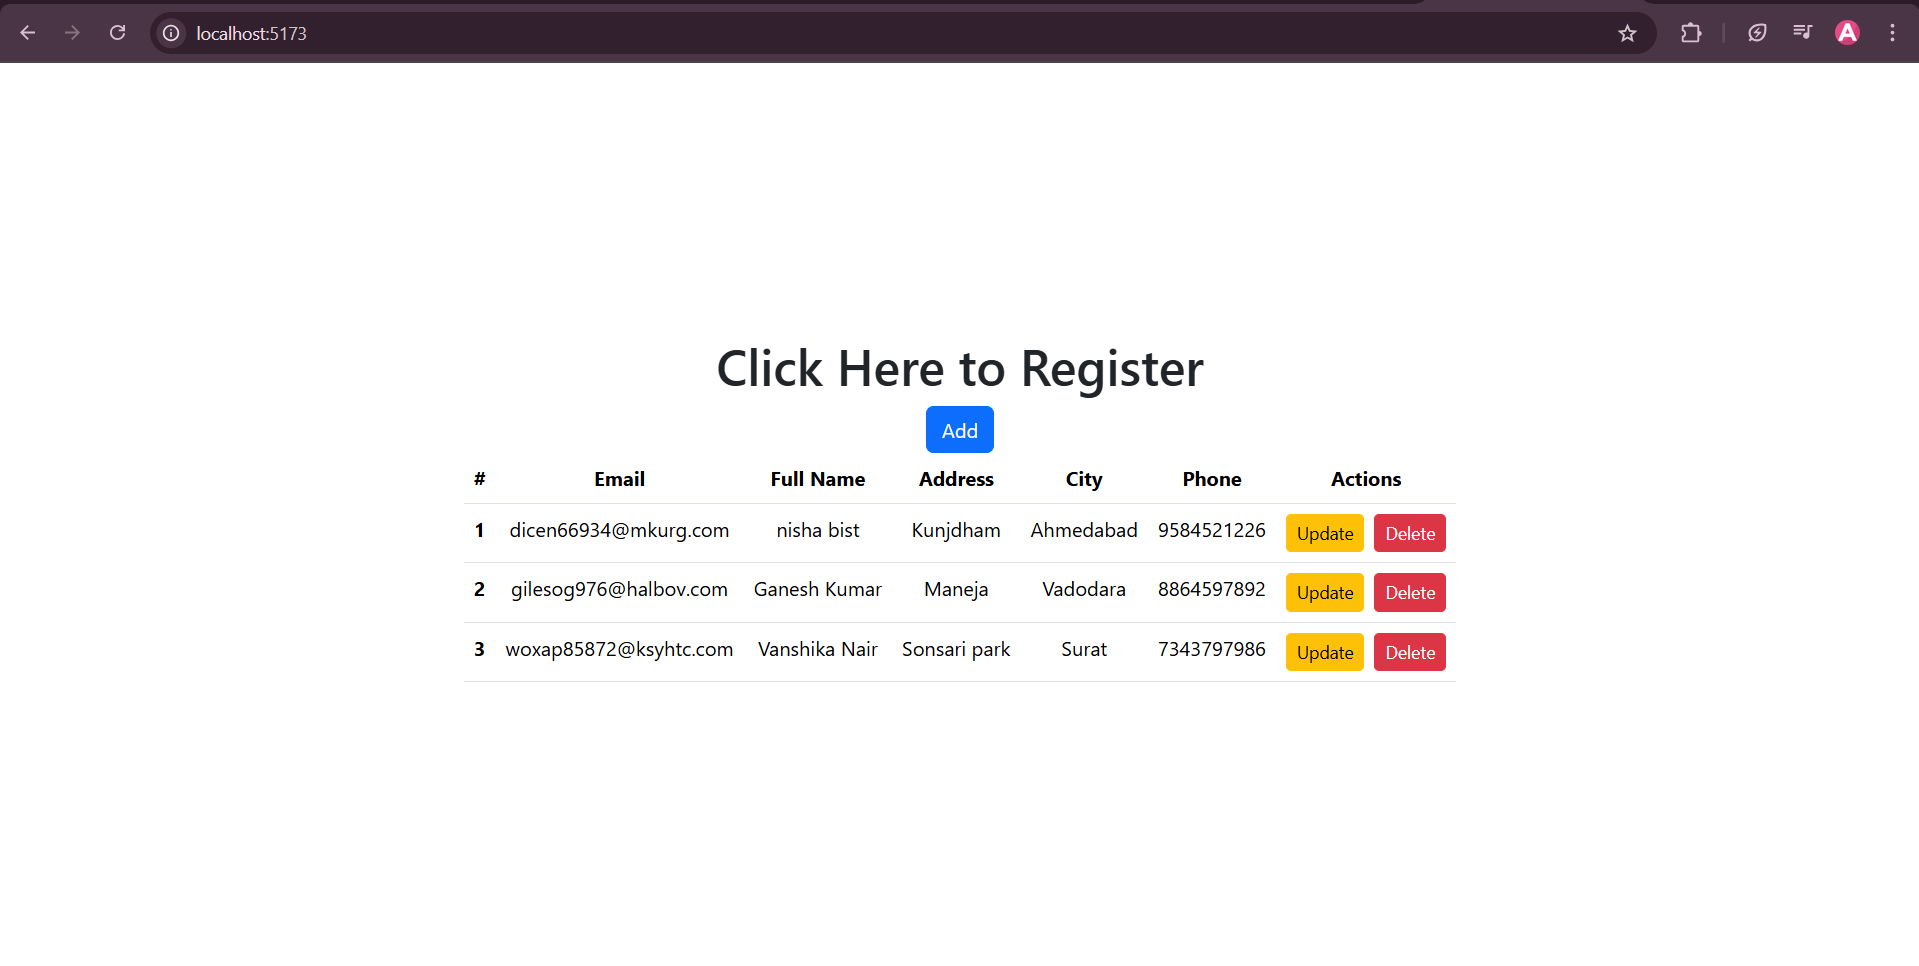 localhost:5173
A
Click Here to Register
Add
# Email Full Name Address City Phone Actions
1 dicen66934@mkurg.com nisha bist Kunjdham Ahmedabad 9584521226 Update Delete
2 gilesog976@halbov.com Ganesh Kumar Maneja Vadodara 8864597892 Update Delete
3 woxap85872@ksyhtc.com Vanshika Nair Sonsari park Surat 7343797986 Update Delete